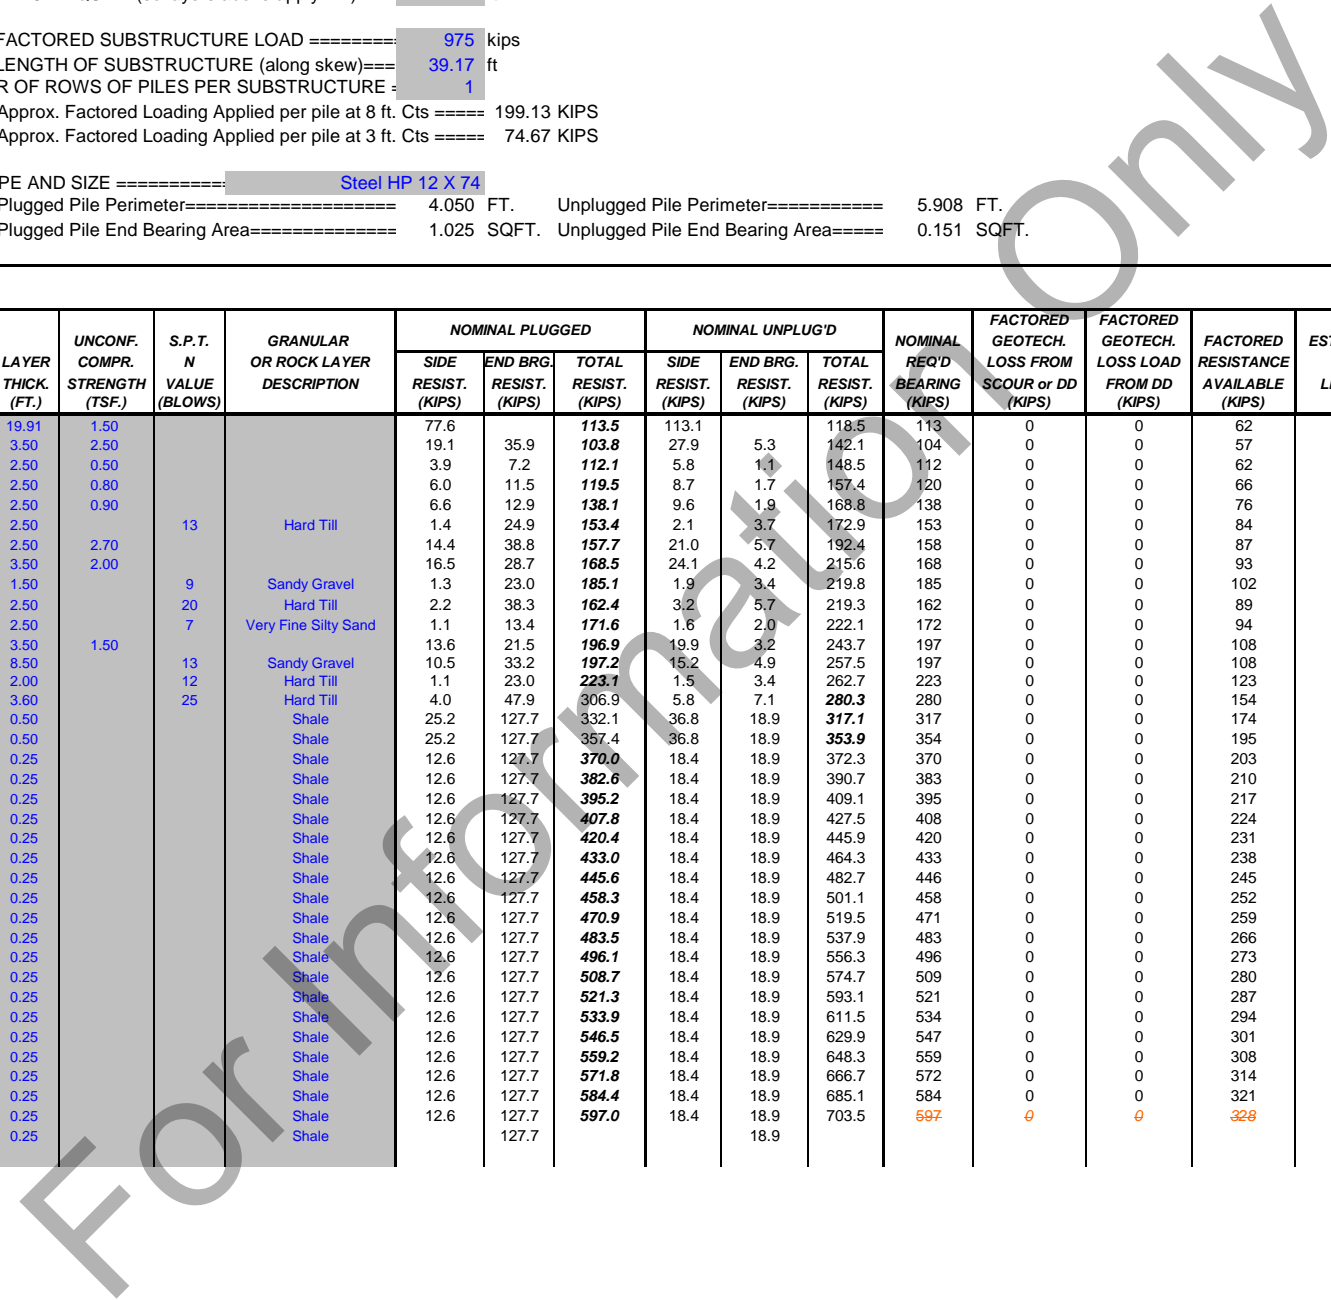 FACTORED SUBSTRUCTURE LOAD ========= 975 kips
LENGTH OF SUBSTRUCTURE (along skew)=== 39.17 ft
R OF ROWS OF PILES PER SUBSTRUCTURE = 1
Approx. Factored Loading Applied per pile at 8 ft. Cts ===== 199.13 KIPS
Approx. Factored Loading Applied per pile at 3 ft. Cts ===== 74.67 KIPS
PE AND SIZE =========== Steel HP 12 X 74
Plugged Pile Perimeter==================== 4.050 FT. Unplugged Pile Perimeter=========== 5.908 FT.
Plugged Pile End Bearing Area============== 1.025 SQFT. Unplugged Pile End Bearing Area===== 0.151 SQFT.
FACTORED FACTORED
UNCONF. S.P.T. GRANULAR NOMINAL PLUGGED NOMINAL UNPLUG'D NOMINAL GEOTECH. GEOTECH. FACTORED EST
LAYER COMPR. N OR ROCK LAYER SIDE END BRG. TOTAL SIDE END BRG. TOTAL REQ'D LOSS FROM LOSS LOAD RESISTANCE
THICK. STRENGTH VALUE DESCRIPTION RESIST. RESIST. RESIST. RESIST. RESIST. RESIST. BEARING SCOUR or DD FROM DD AVAILABLE
(FT.) (TSF.) (BLOWS) (KIPS) (KIPS) (KIPS) (KIPS) (KIPS) (KIPS) (KIPS) (KIPS) (KIPS) (KIPS)
19.91 1.50 77.6 113.5 113.1 118.5 113 0 0 62
3.50 2.50 19.1 35.9 103.8 27.9 5.3 142.1 104 0 0 57
2.50 0.50 3.9 7.2 112.1 5.8 1.1 148.5 112 0 0 62
2.50 0.80 6.0 11.5 119.5 8.7 1.7 157.4 120 0 0 66
2.50 0.90 6.6 12.9 138.1 9.6 1.9 168.8 138 0 0 76
2.50 13 Hard Till 1.4 24.9 153.4 2.1 3.7 172.9 153 0 0 84
2.50 2.70 14.4 38.8 157.7 21.0 5.7 192.4 158 0 0 87
3.50 2.00 16.5 28.7 168.5 24.1 4.2 215.6 168 0 0 93
1.50 9 Sandy Gravel 1.3 23.0 185.1 1.9 3.4 219.8 185 0 0 102
2.50 20 Hard Till 2.2 38.3 162.4 3.2 5.7 219.3 162 0 0 89
2.50 7 Very Fine Silty Sand 1.1 13.4 171.6 1.6 2.0 222.1 172 0 0 94
3.50 1.50 13.6 21.5 196.9 19.9 3.2 243.7 197 0 0 108
8.50 13 Sandy Gravel 10.5 33.2 197.2 15.2 4.9 257.5 197 0 0 108
2.00 12 Hard Till 1.1 23.0 223.1 1.5 3.4 262.7 223 0 0 123
3.60 25 Hard Till 4.0 47.9 306.9 5.8 7.1 280.3 280 0 0 154
0.50 Shale 25.2 127.7 332.1 36.8 18.9 317.1 317 0 0 174
0.50 Shale 25.2 127.7 357.4 36.8 18.9 353.9 354 0 0 195
0.25 Shale 12.6 127.7 370.0 18.4 18.9 372.3 370 0 0 203
0.25 Shale 12.6 127.7 382.6 18.4 18.9 390.7 383 0 0 210
0.25 Shale 12.6 127.7 395.2 18.4 18.9 409.1 395 0 0 217
0.25 Shale 12.6 127.7 407.8 18.4 18.9 427.5 408 0 0 224
0.25 Shale 12.6 127.7 420.4 18.4 18.9 445.9 420 0 0 231
0.25 Shale 12.6 127.7 433.0 18.4 18.9 464.3 433 0 0 238
0.25 Shale 12.6 127.7 445.6 18.4 18.9 482.7 446 0 0 245
0.25 Shale 12.6 127.7 458.3 18.4 18.9 501.1 458 0 0 252
0.25 Shale 12.6 127.7 470.9 18.4 18.9 519.5 471 0 0 259
0.25 Shale 12.6 127.7 483.5 18.4 18.9 537.9 483 0 0 266
0.25 Shale 12.6 127.7 496.1 18.4 18.9 556.3 496 0 0 273
0.25 Shale 12.6 127.7 508.7 18.4 18.9 574.7 509 0 0 280
0.25 Shale 12.6 127.7 521.3 18.4 18.9 593.1 521 0 0 287
0.25 Shale 12.6 127.7 533.9 18.4 18.9 611.5 534 0 0 294
0.25 Shale 12.6 127.7 546.5 18.4 18.9 629.9 547 0 0 301
0.25 Shale 12.6 127.7 559.2 18.4 18.9 648.3 559 0 0 308
0.25 Shale 12.6 127.7 571.8 18.4 18.9 666.7 572 0 0 314
0.25 Shale 12.6 127.7 584.4 18.4 18.9 685.1 584 0 0 321
0.25 Shale 12.6 127.7 597.0 18.4 18.9 703.5 597 0 0 328
0.25 Shale 127.7 18.9
For Information Only